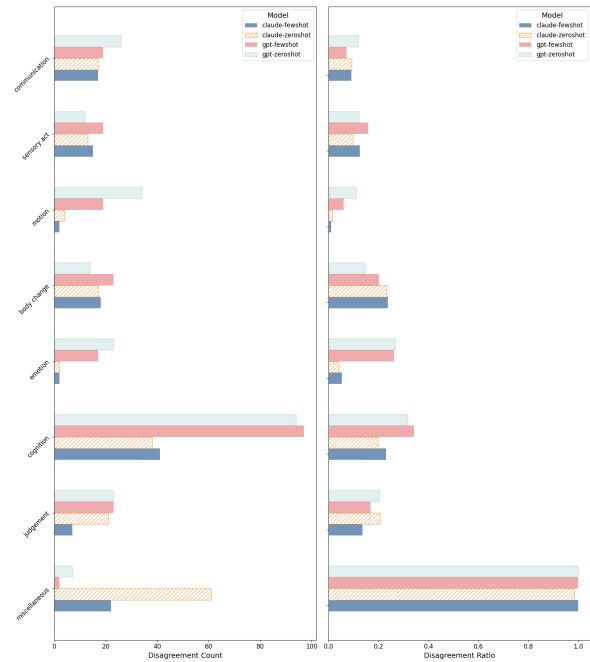 Model
claude-fewshot
claude-zeroshot
gpt-fewshot
gpt-zeroshot
communication
sensory act
motion
body change
emotion
cognition
judgement
miscellaneous
0 20 40 60 80 100
Disagreement Count
Model
claude-fewshot
claude-zeroshot
gpt-fewshot
gpt-zeroshot
0.0 0.2 0.4 0.6 0.8 1.0
Disagreement Ratio